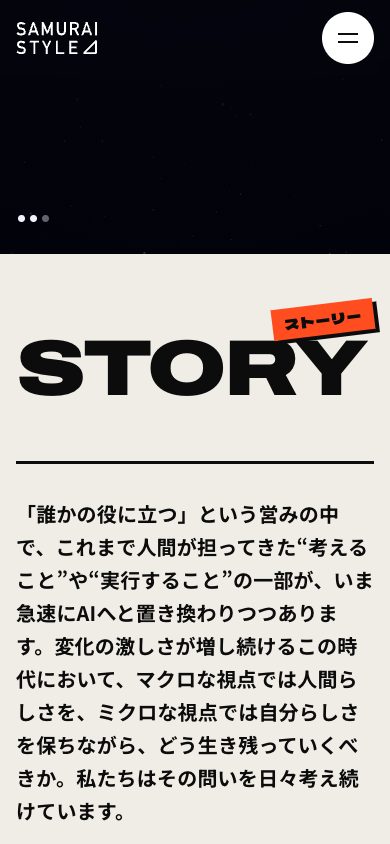 SAMURAI
STYLE
ストーリー
STORY
「誰かの役に立つ」という営みの中
で、これまで人間が担ってきた“考える
こと”や“実行すること”の一部が、いま
急速にAIへと置き換わりつつありま
す。変化の激しさが増し続けるこの時
代において、マクロな視点では人間ら
しさを、ミクロな視点では自分らしさ
を保ちながら、どう生き残っていくべ
きか。私たちはその問いを日々考え続
けています。